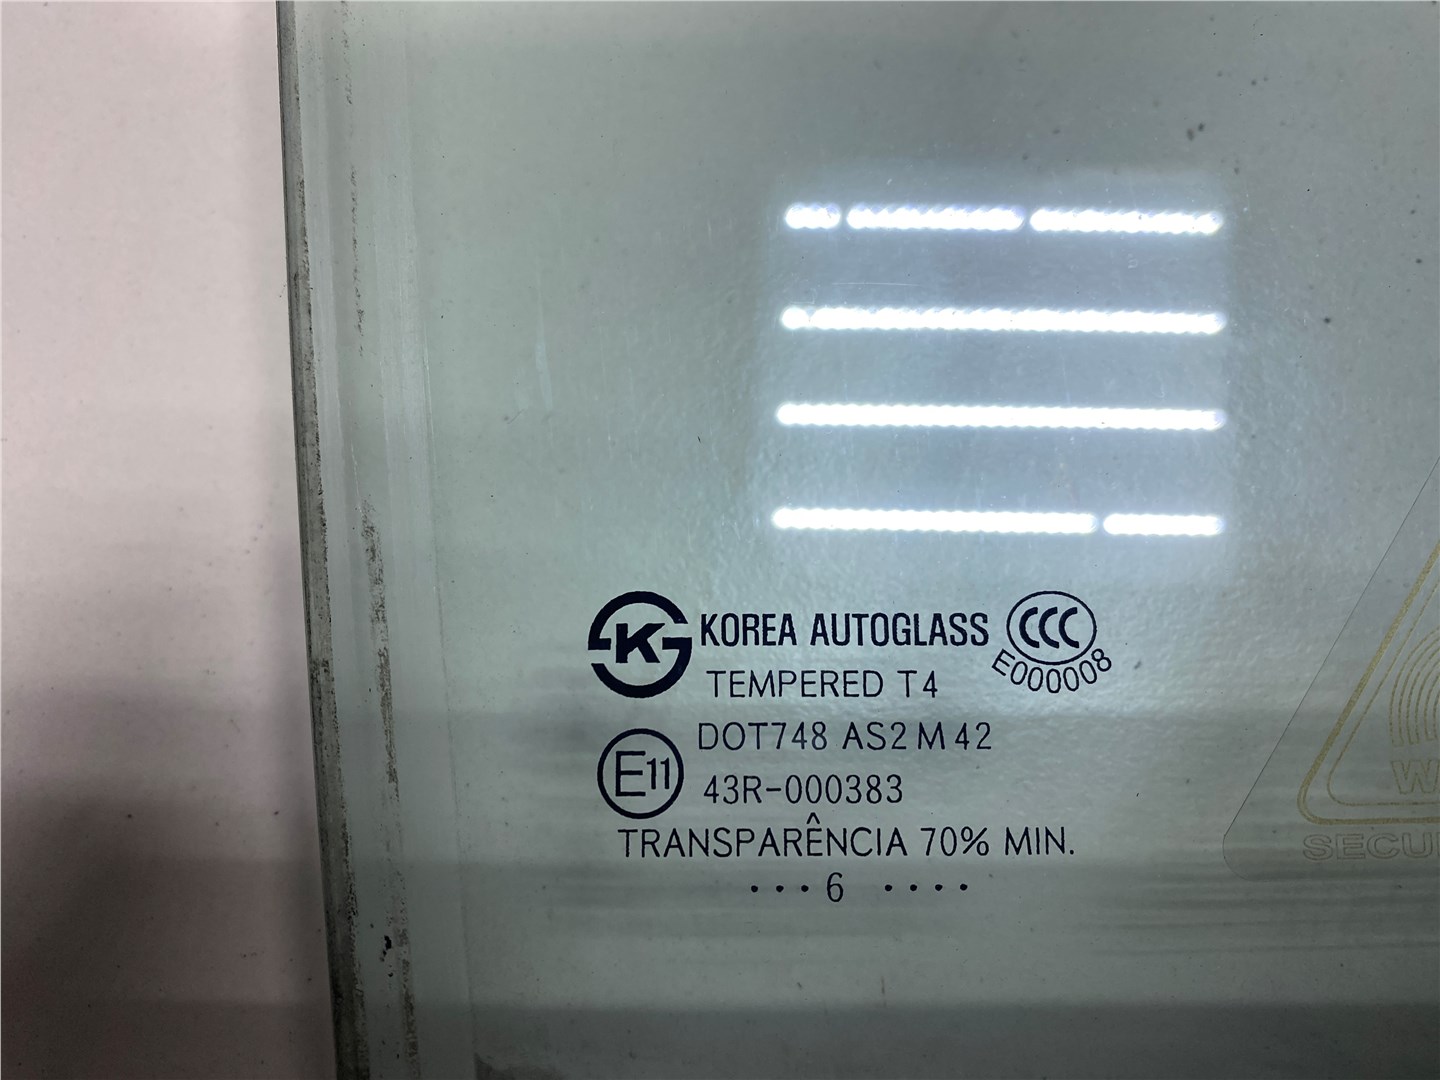 K KOREA AUTOGLASS CCC
E000008
TEMPERED T4
DOT748 AS2 M 42
E11 43R-000383
TRANSPARÊNCIA 70% MIN.
· · · 6 · · · ·